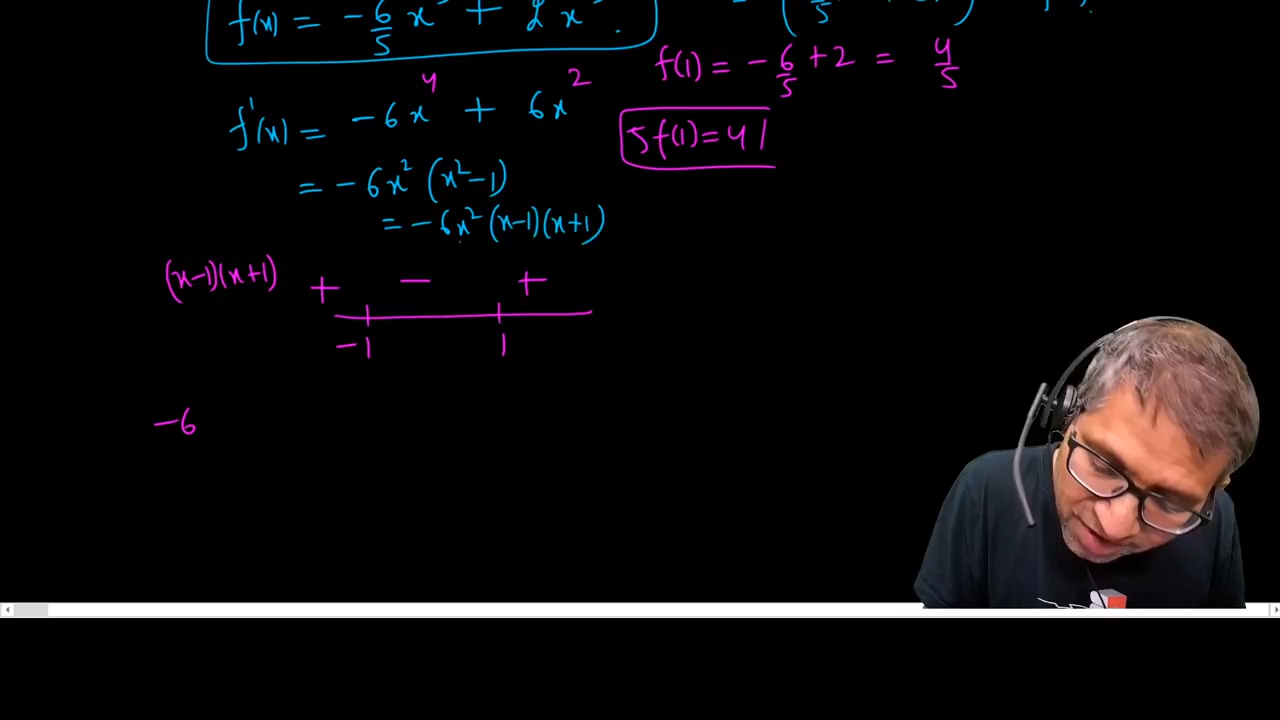 f(x) = -6/5 x + 2x .
f(1) = -6/5 + 2 = 4/5
f'(x) = -6x⁴ + 6x²
5f(1) = 4
= -6x² (x²-1)
= -6x² (x-1)(x+1)
(x-1)(x+1) + - +
-1 1
-6